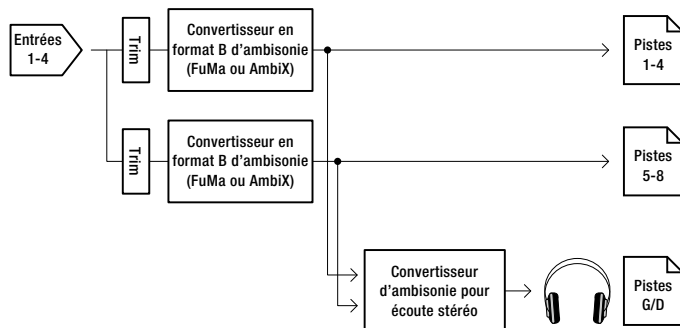 Entrées
1-4
Trim
Convertisseur en
format B d'ambisonie
(FuMa ou AmbiX)
Pistes
1-4
Trim
Convertisseur en
format B d'ambisonie
(FuMa ou AmbiX)
Pistes
5-8
Convertisseur
d'ambisonie pour
écoute stéréo
Pistes
G/D